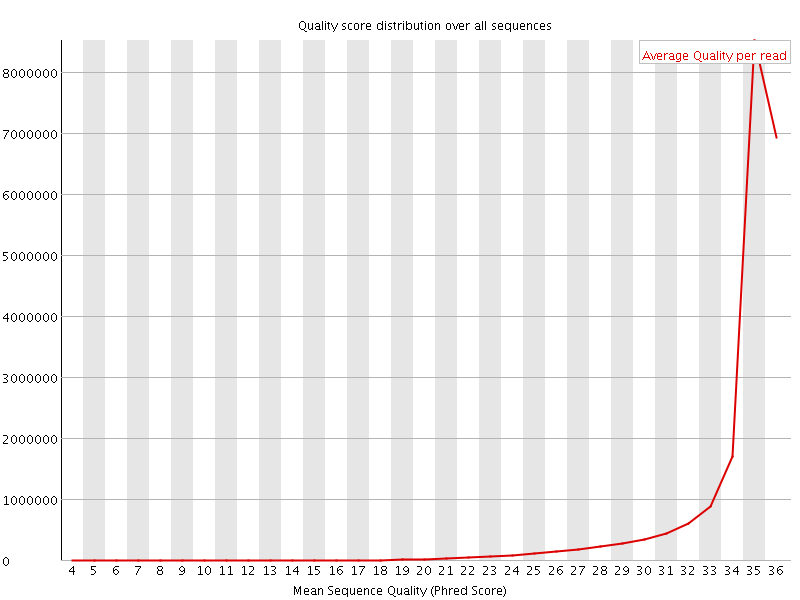 Quality score distribution over all sequences
Average Quality per read
8000000
7000000
6000000
5000000
4000000
3000000
2000000
1000000
0
4 5 6 7 8 9 10 11 12 13 14 15 16 17 18 19 20 21 22 23 24 25 26 27 28 29 30 31 32 33 34 35 36
Mean Sequence Quality (Phred Score)